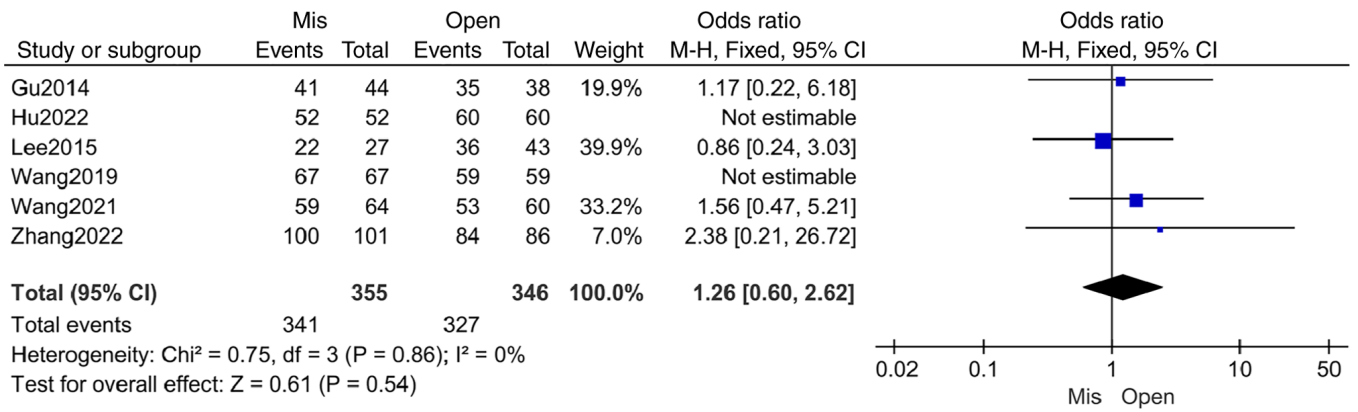 Mis Open Odds ratio Odds ratio
Study or subgroup Events Total Events Total Weight M-H, Fixed, 95% CI M-H, Fixed, 95% CI
Gu2014 41 44 35 38 19.9% 1.17 [0.22, 6.18]
Hu2022 52 52 60 60 Not estimable
Lee2015 22 27 36 43 39.9% 0.86 [0.24, 3.03]
Wang2019 67 67 59 59 Not estimable
Wang2021 59 64 53 60 33.2% 1.56 [0.47, 5.21]
Zhang2022 100 101 84 86 7.0% 2.38 [0.21, 26.72]
Total (95% CI) 355 346 100.0% 1.26 [0.60, 2.62]
Total events 341 327
Heterogeneity: Chi² = 0.75, df = 3 (P = 0.86); I² = 0%
Test for overall effect: Z = 0.61 (P = 0.54)
0.02 0.1 1 10 50
Mis Open